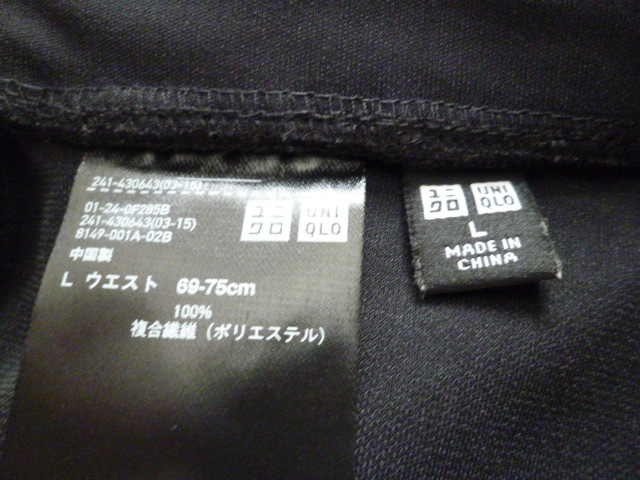 241-430643(03-15)
01-24-0F285B
241-430643(03-15)
8149-001A-02B
ユニ
クロ
UNI
QLO
中国製
L ウエスト 69-75cm
100%
複合繊維 (ポリエステル)
ユニ
クロ
UNI
QLO
L
MADE IN
CHINA